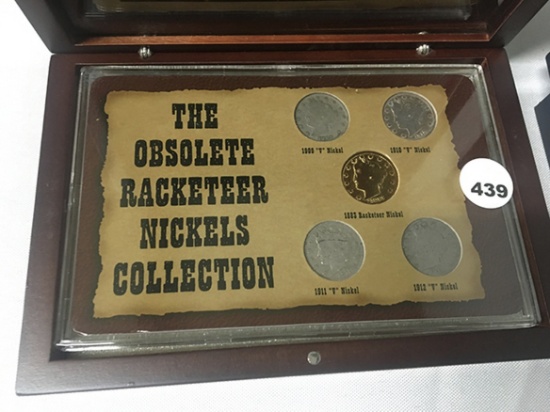 THE
OBSOLETE
RACKETEER
NICKELS
COLLECTION
"V" Nickel
1910 "V" Nickel
1883 Racketeer Nickel
1911 "V" Nickel
1912 "V" Nickel
439